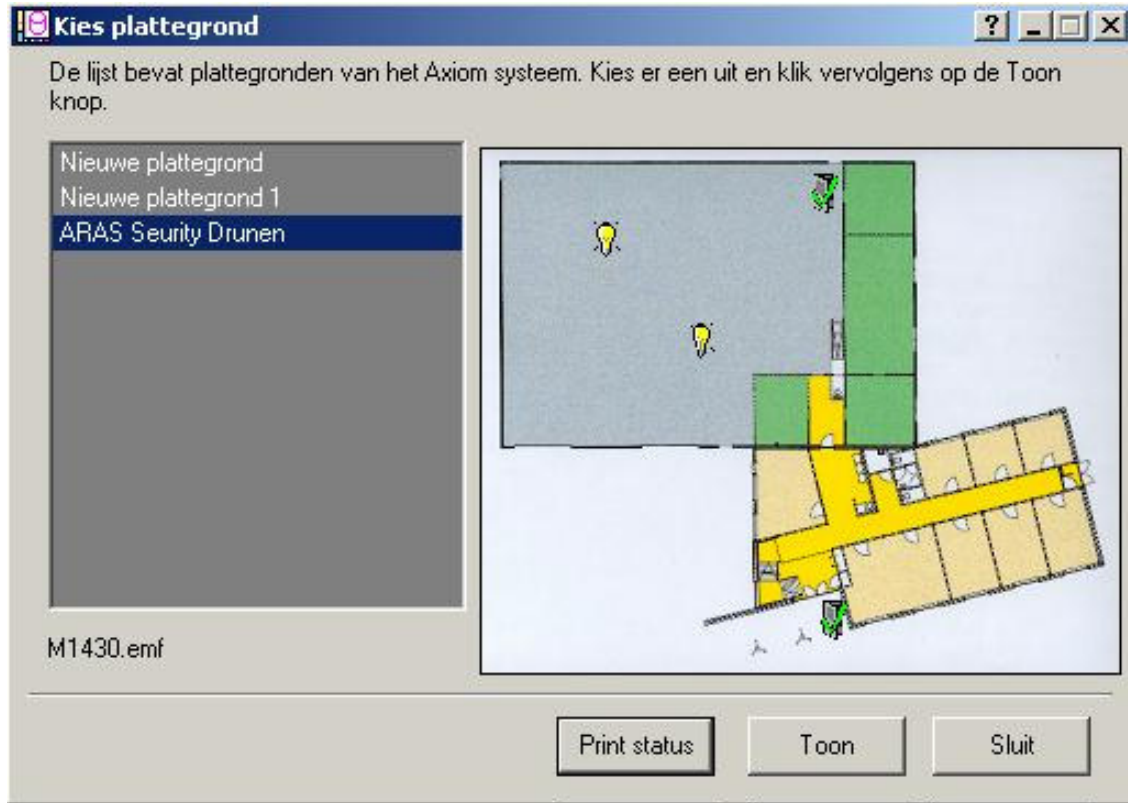 Kies plattegrond
De lijst bevat plattegronden van het Axiom systeem. Kies er een uit en klik vervolgens op de Toon
knop.
Nieuwe plattegrond
Nieuwe plattegrond 1
ARAS Seurity Drunen
M1430.emf
Print status
Toon
Sluit